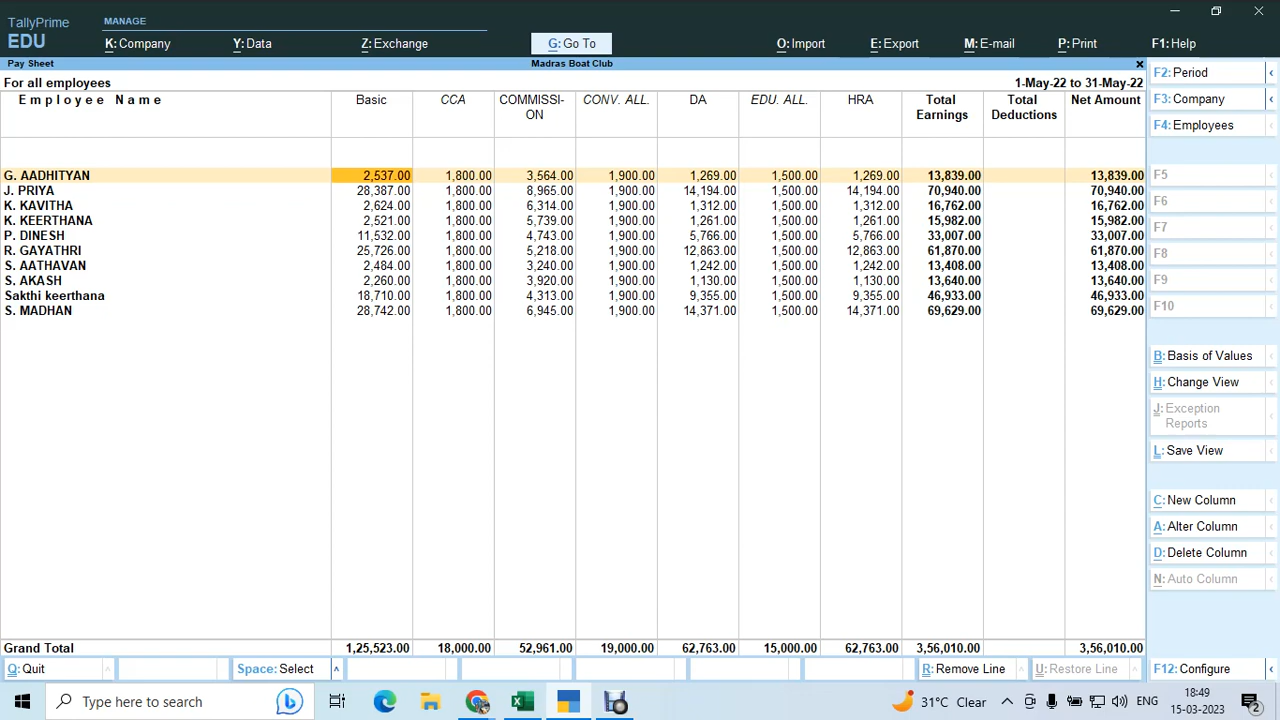 TallyPrime
EDU
MANAGE
K: Company Y: Data Z: Exchange G: Go To O: Import E: Export M: E-mail P: Print F1: Help
Pay Sheet Madras Boat Club
For all employees 1-May-22 to 31-May-22
Employee Name Basic CCA COMMISSI-ON CONV. ALL. DA EDU. ALL. HRA Total Earnings Total Deductions Net Amount
G. AADHITYAN 2,537.00 1,800.00 3,564.00 1,900.00 1,269.00 1,500.00 1,269.00 13,839.00 13,839.00
J. PRIYA 28,387.00 1,800.00 8,965.00 1,900.00 14,194.00 1,500.00 14,194.00 70,940.00 70,940.00
K. KAVITHA 2,624.00 1,800.00 6,314.00 1,900.00 1,312.00 1,500.00 1,312.00 16,762.00 16,762.00
K. KEERTHANA 2,521.00 1,800.00 5,739.00 1,900.00 1,261.00 1,500.00 1,261.00 15,982.00 15,982.00
P. DINESH 11,532.00 1,800.00 4,743.00 1,900.00 5,766.00 1,500.00 5,766.00 33,007.00 33,007.00
R. GAYATHRI 25,726.00 1,800.00 5,218.00 1,900.00 12,863.00 1,500.00 12,863.00 61,870.00 61,870.00
S. AATHAVAN 2,484.00 1,800.00 3,240.00 1,900.00 1,242.00 1,500.00 1,242.00 13,408.00 13,408.00
S. AKASH 2,260.00 1,800.00 3,920.00 1,900.00 1,130.00 1,500.00 1,130.00 13,640.00 13,640.00
Sakthi keerthana 18,710.00 1,800.00 4,313.00 1,900.00 9,355.00 1,500.00 9,355.00 46,933.00 46,933.00
S. MADHAN 28,742.00 1,800.00 6,945.00 1,900.00 14,371.00 1,500.00 14,371.00 69,629.00 69,629.00
Grand Total 1,25,523.00 18,000.00 52,961.00 19,000.00 62,763.00 15,000.00 62,763.00 3,56,010.00 3,56,010.00
Q: Quit Space: Select R: Remove Line U: Restore Line
F2: Period
F3: Company
F4: Employees
F5
F6
F7
F8
F9
F10
B: Basis of Values
H: Change View
J: Exception
Reports
L: Save View
C: New Column
A: Alter Column
D: Delete Column
N: Auto Column
F12: Configure
Type here to search 31°C Clear ENG 18:49
15-03-2023
2